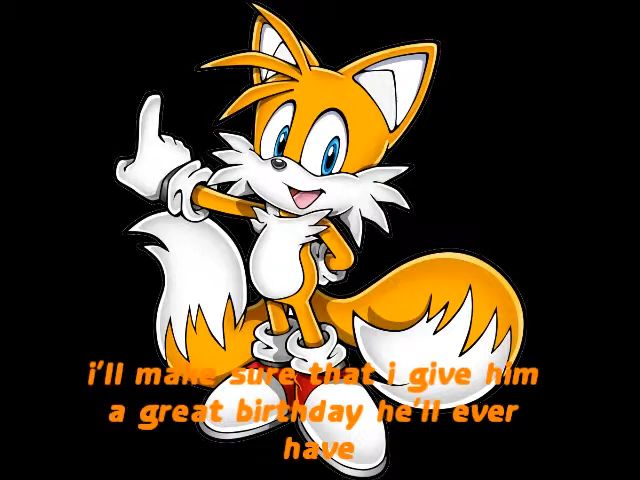 i'll make sure that i give him
a great birthday he'll ever
have